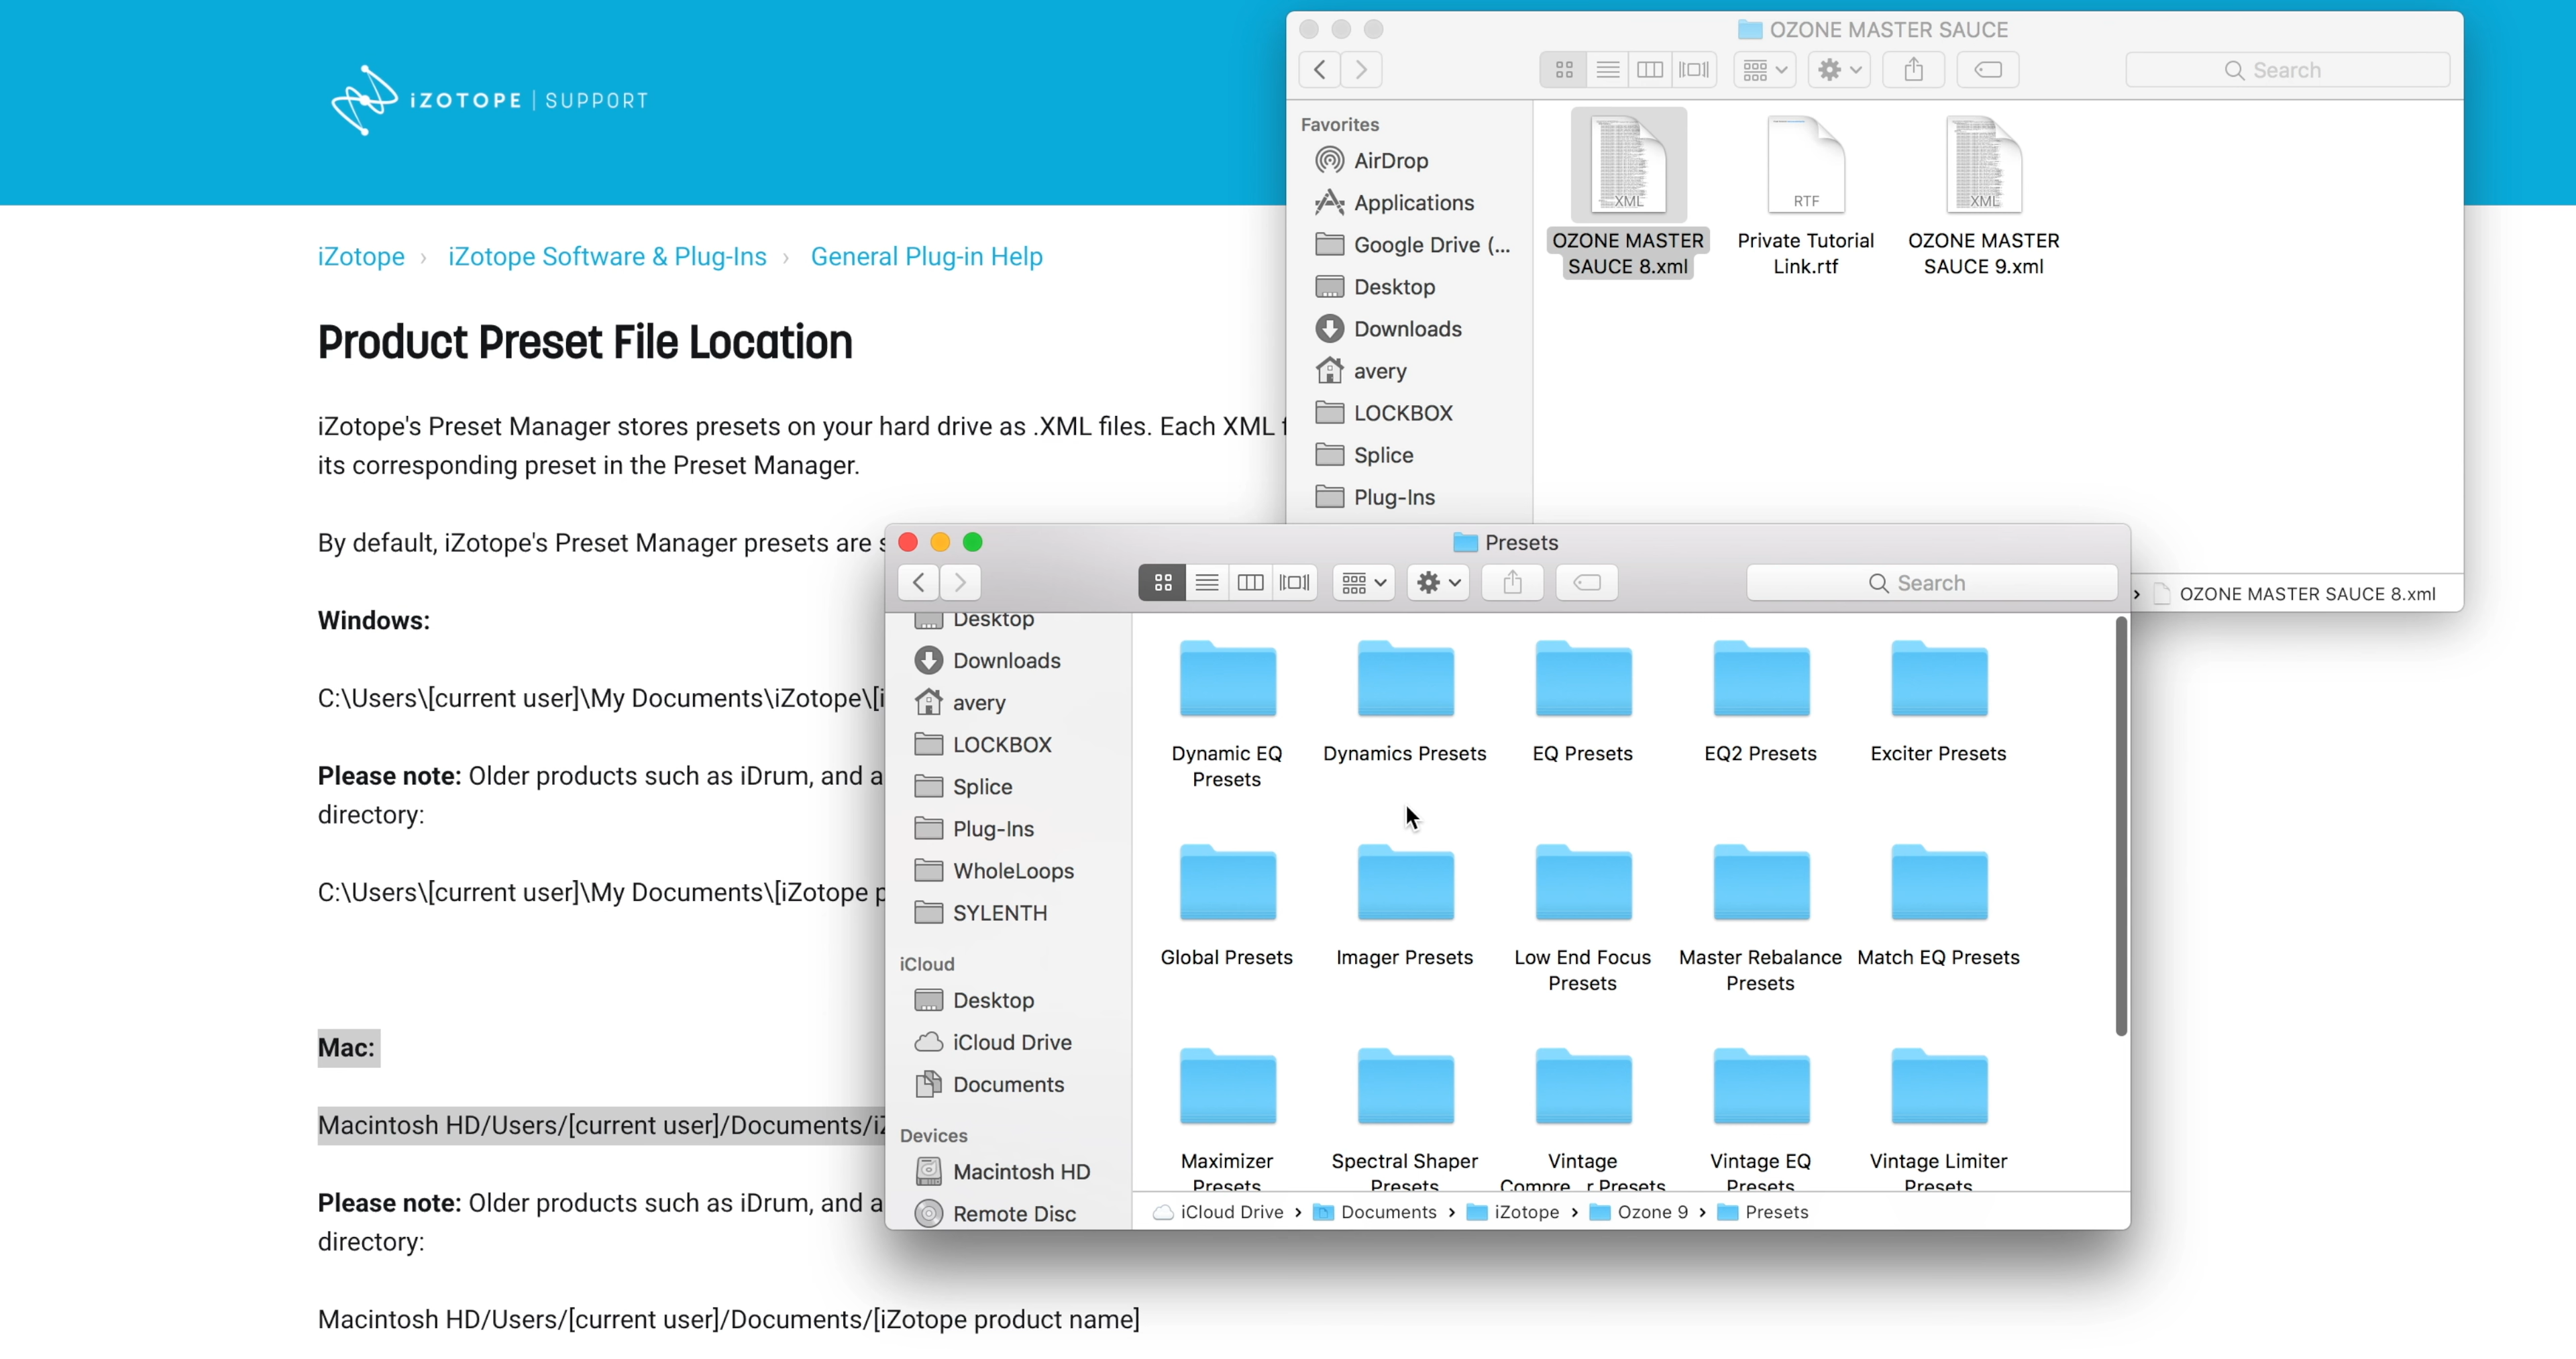 iZOTOPE | SUPPORT
iZotope › iZotope Software & Plug-Ins › General Plug-in Help
Product Preset File Location
iZotope's Preset Manager stores presets on your hard drive as .XML files. Each XML
its corresponding preset in the Preset Manager.
By default, iZotope's Preset Manager presets are
Windows:
C:\Users\[current user]\My Documents\iZotope\[i
Please note: Older products such as iDrum, and a
directory:
C:\Users\[current user]\My Documents\[iZotope p
Mac:
Macintosh HD/Users/[current user]/Documents/iZ
Please note: Older products such as iDrum, and a
directory:
Macintosh HD/Users/[current user]/Documents/[iZotope product name]
OZONE MASTER SAUCE
Search
Favorites
AirDrop
Applications
Google Drive (...
Desktop
Downloads
avery
LOCKBOX
Splice
Plug-Ins
XML
RTF
XML
OZONE MASTER
SAUCE 8.xml
Private Tutorial
Link.rtf
OZONE MASTER
SAUCE 9.xml
› OZONE MASTER SAUCE 8.xml
Presets
Search
Desktop
Downloads
avery
LOCKBOX
Splice
Plug-Ins
WholeLoops
SYLENTH
iCloud
Desktop
iCloud Drive
Documents
Devices
Macintosh HD
Remote Disc
Dynamic EQ
Presets
Dynamics Presets
EQ Presets
EQ2 Presets
Exciter Presets
Global Presets
Imager Presets
Low End Focus
Presets
Master Rebalance
Presets
Match EQ Presets
Maximizer
Presets
Spectral Shaper
Presets
Vintage
Compre...r Presets
Vintage EQ
Presets
Vintage Limiter
Presets
iCloud Drive › Documents › iZotope › Ozone 9 › Presets